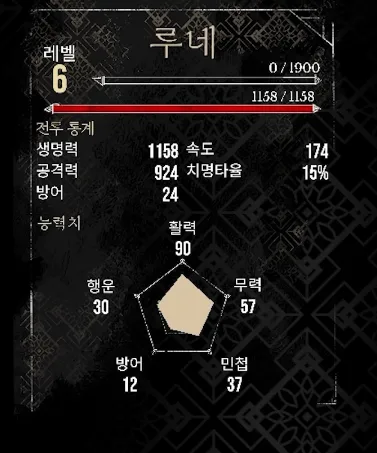 루네
레벨
6
0 / 1900
1158 / 1158
전투 통계
생명력 1158 속도 174
공격력 924 치명타율 15%
방어 24
능력치
활력
90
행운 무력
30 57
방어 민첩
12 37